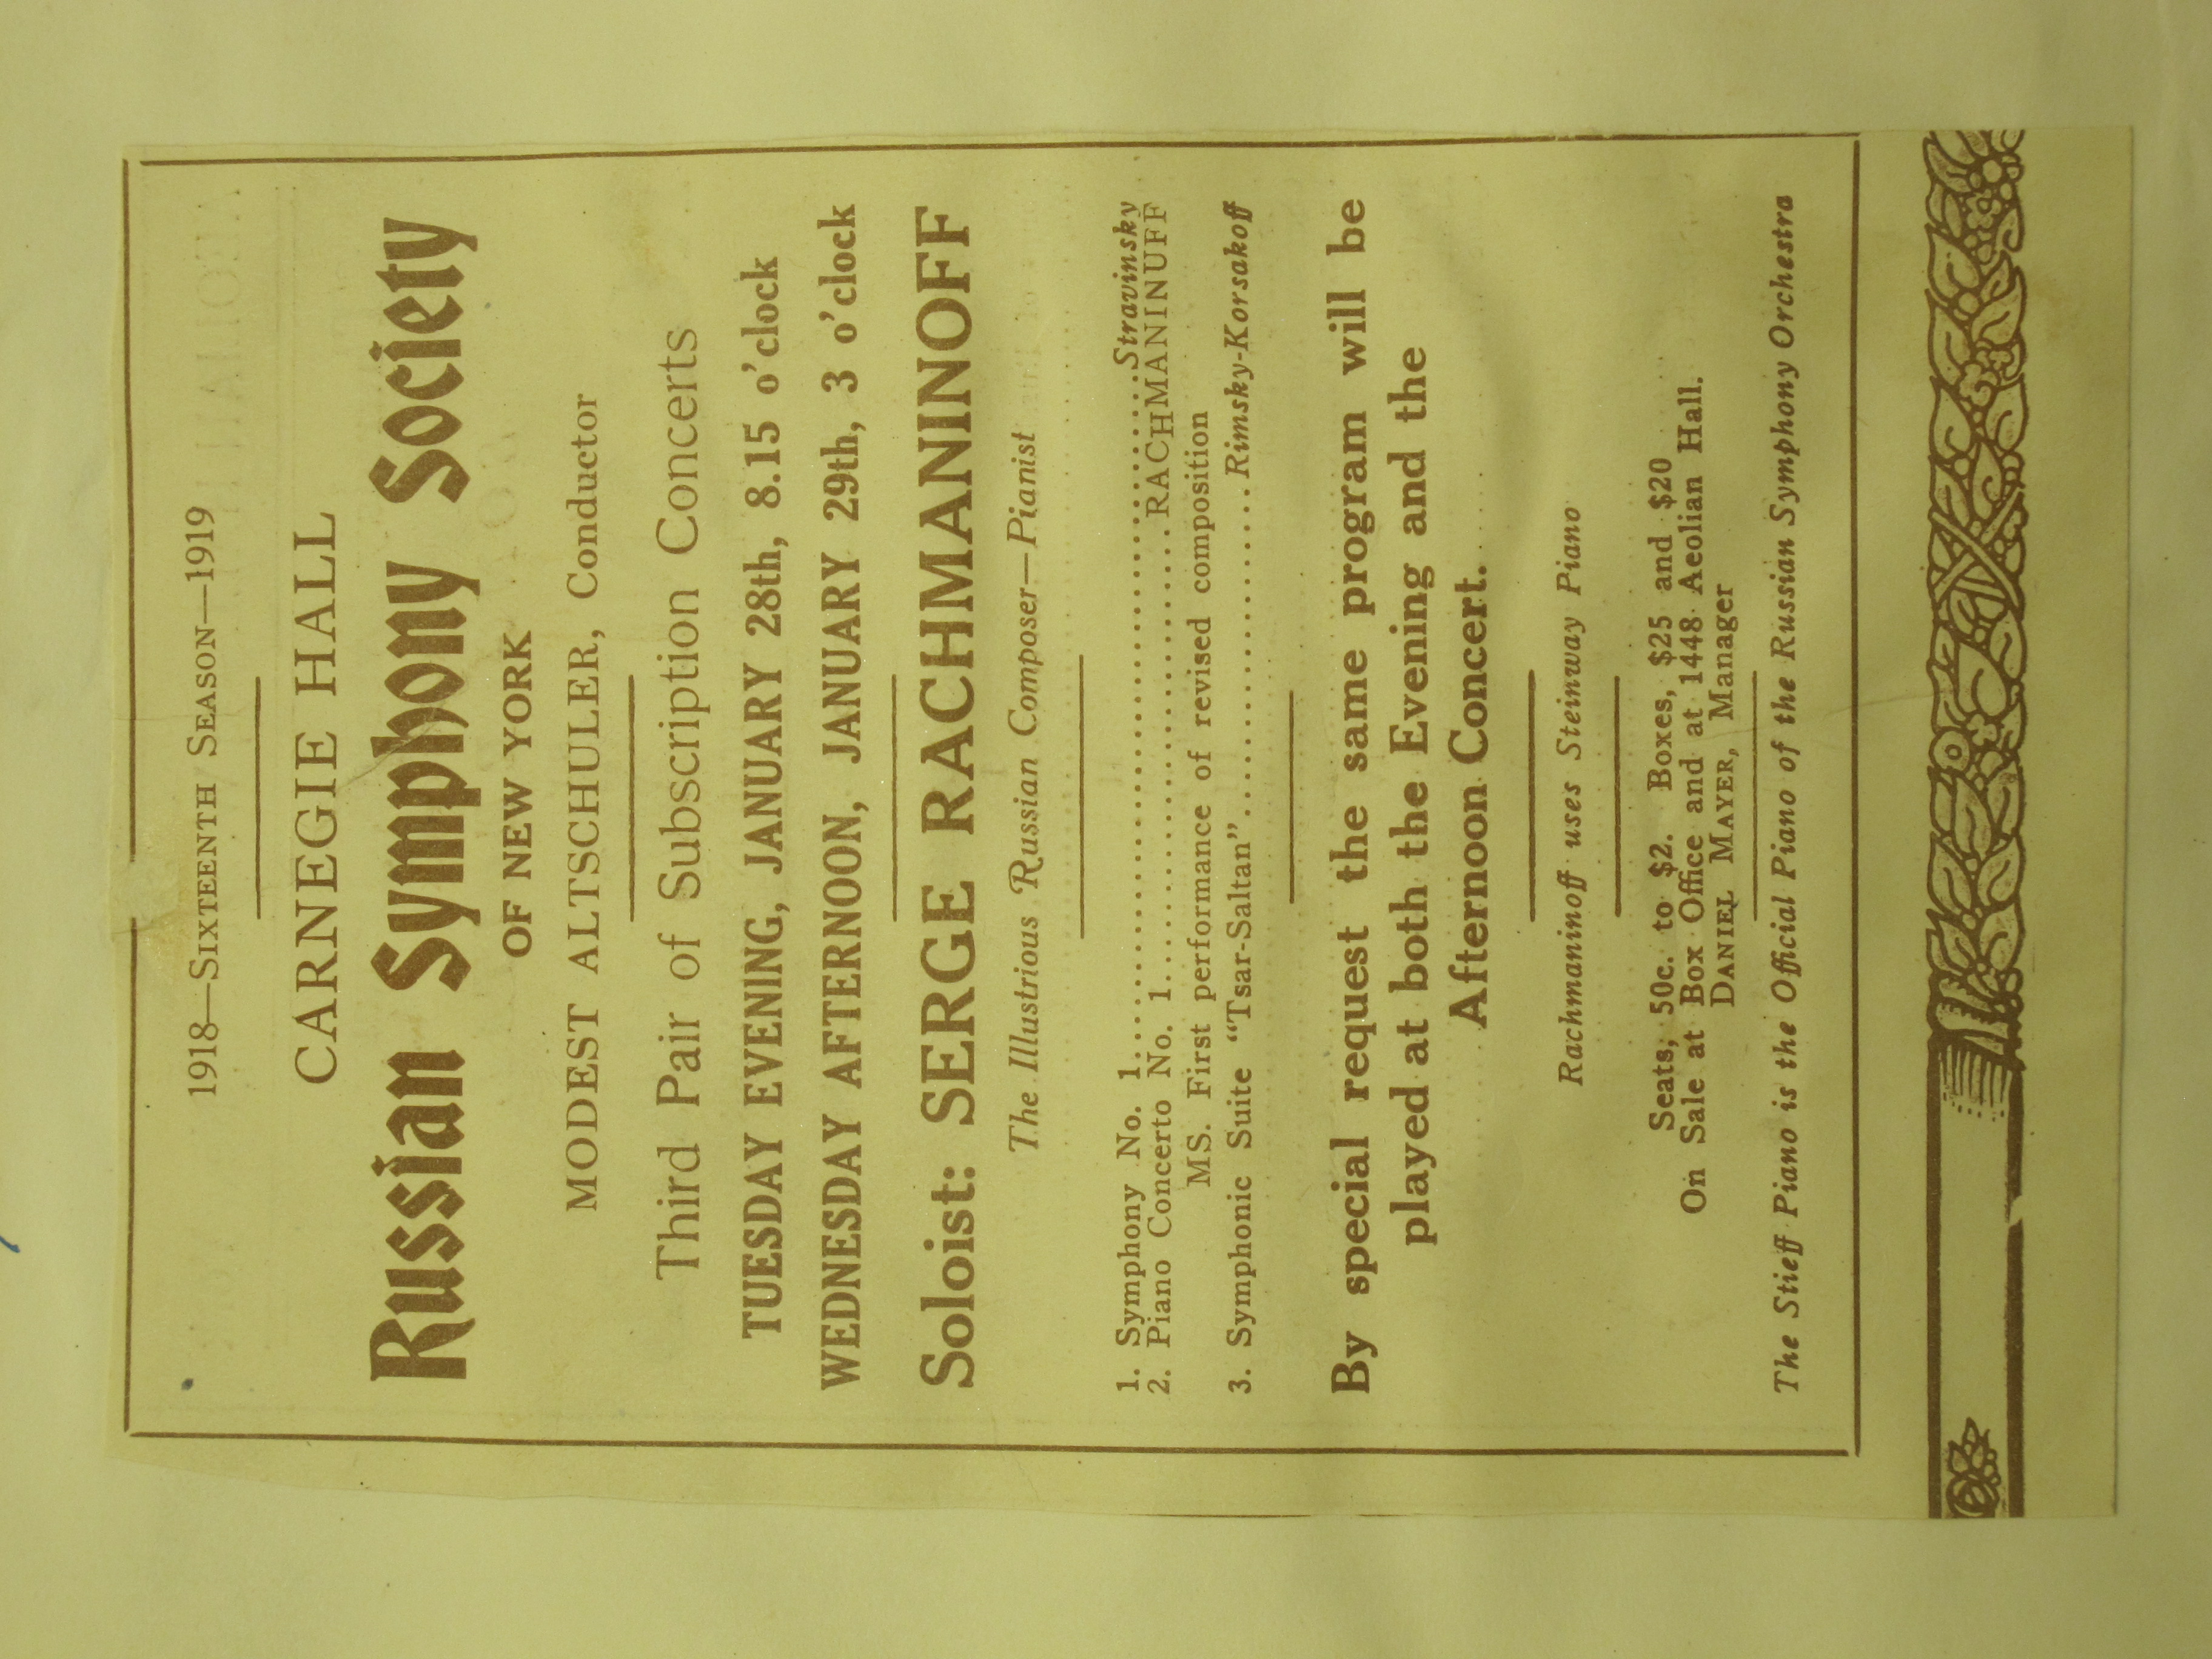 1918—SIXTEENTH SEASON—1919
CARNEGIE HALL
Russian Symphony Society
OF NEW YORK
MODEST ALTSCHULER, Conductor
Third Pair of Subscription Concerts
TUESDAY EVENING, JANUARY 28th, 8.15 o'clock
WEDNESDAY AFTERNOON, JANUARY 29th, 3 o'clock
Soloist: SERGE RACHMANINOFF
The Illustrious Russian Composer—Pianist
1. Symphony No. 1..............................Stravinsky
2. Piano Concerto No. 1....................RACHMANINUFF
MS. First performance of revised composition
3. Symphonic Suite “Tsar-Saltan”....................Rimsky-Korsakoff
By special request the same program will be
played at both the Evening and the
Afternoon Concert.
Rachmaninoff uses Steinway Piano
Seats, 50c. to $2. Boxes, $25 and $20
On Sale at Box Office and at 1448 Aeolian Hall.
DANIEL MAYER, Manager
The Stieff Piano is the Official Piano of the Russian Symphony Orchestra